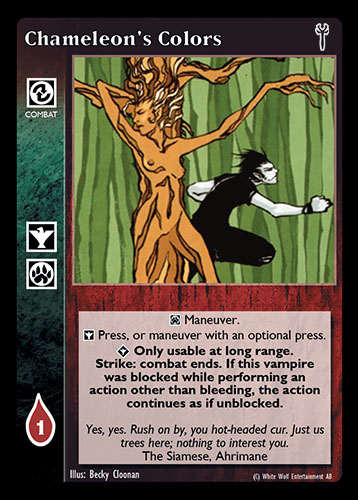 Chameleon's Colors
COMBAT
Maneuver.
Press, or maneuver with an optional press.
Only usable at long range.
Strike: combat ends. If this vampire
was blocked while performing an
action other than bleeding, the action
continues as if unblocked.
Yes, yes. Rush on by, you hot-headed cur. Just us
trees here; nothing to interest you.
The Siamese, Ahrimane
1
Illus: Becky Cloonan
(C) White Wolf Entertainment AB